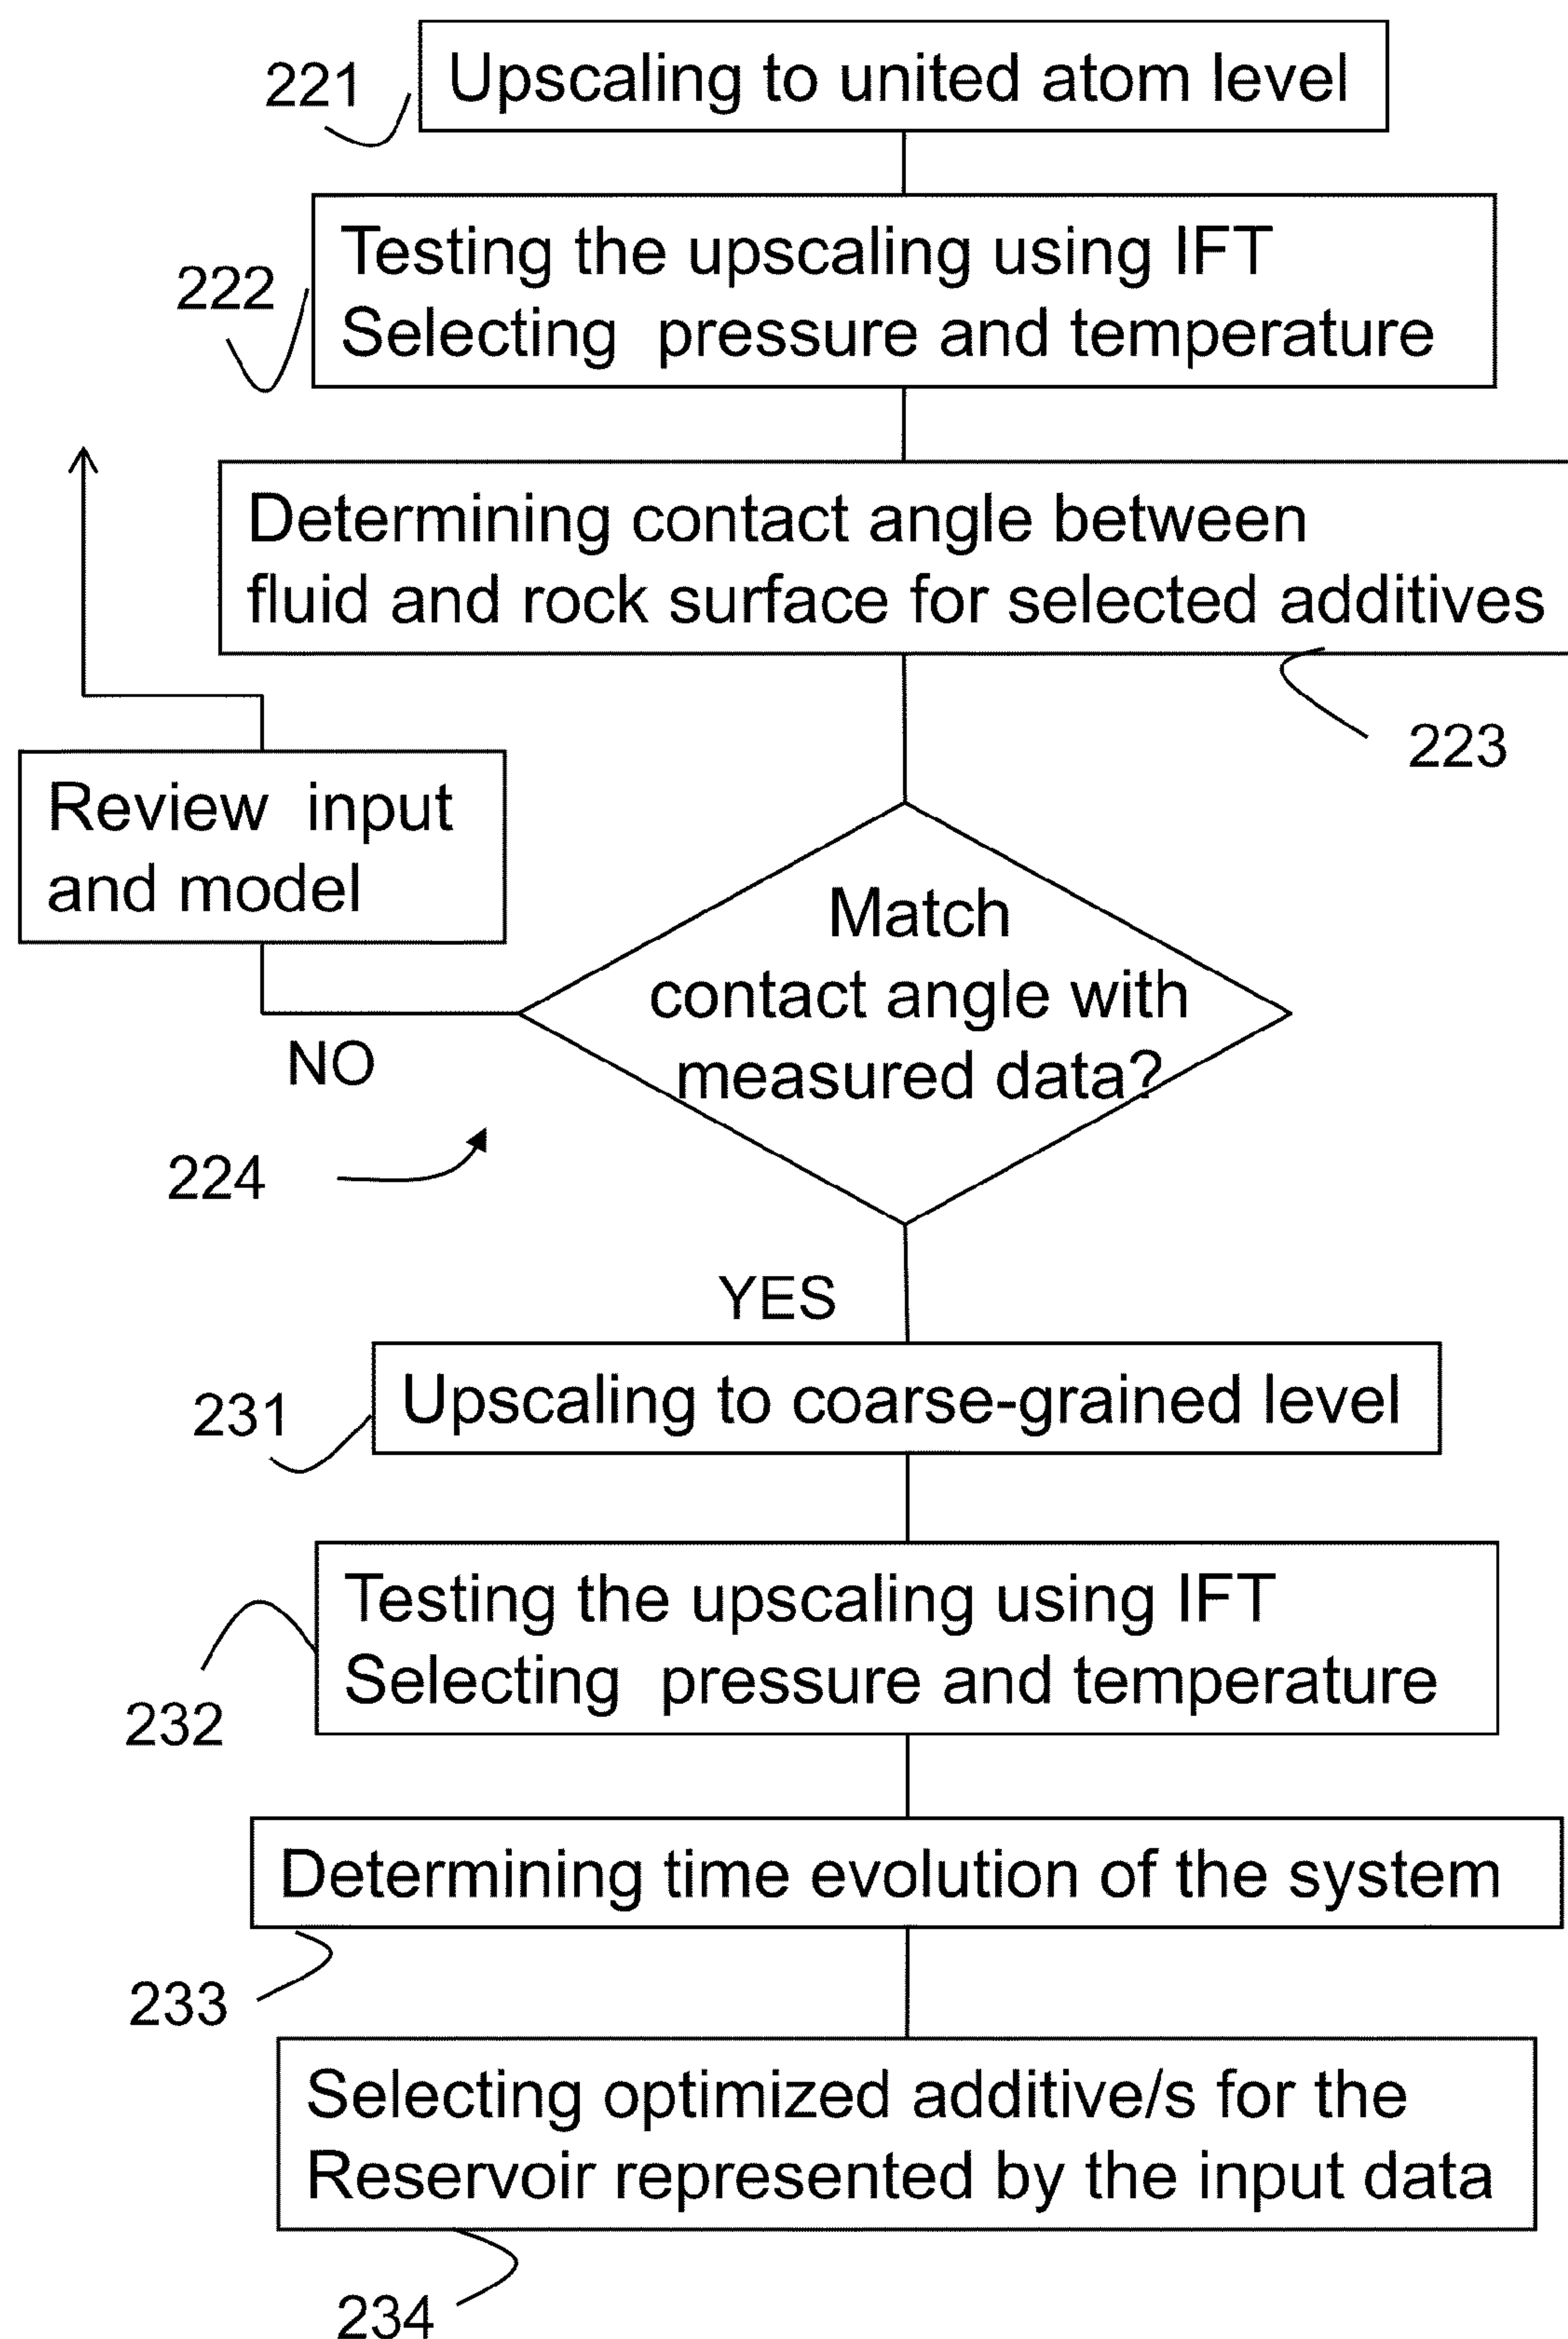 221
Upscaling to united atom level
222
Testing the upscaling using IFT
Selecting pressure and temperature
Determining contact angle between
fluid and rock surface for selected additives
223
Review input
and model
Match
contact angle with
measured data?
NO
224
YES
231
Upscaling to coarse-grained level
232
Testing the upscaling using IFT
Selecting pressure and temperature
Determining time evolution of the system
233
Selecting optimized additive/s for the
Reservoir represented by the input data
234